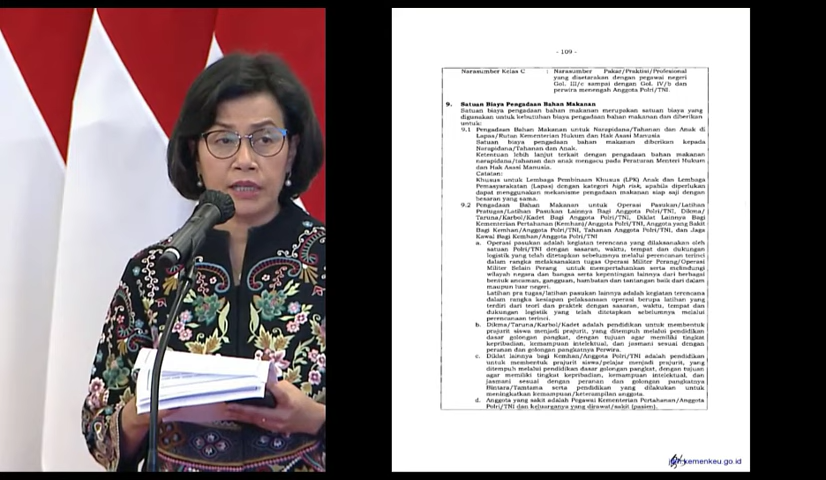 - 109 -
Narasumber Kelas C : Narasumber Pakar/Praktisi/Profesional
yang disetarakan dengan pegawai negeri
Gol. III/c sampai dengan Gol. IV/b dan
perwira menengah Anggota Polri/TNI.
9. Satuan Biaya Pengadaan Bahan Makanan
Satuan biaya pengadaan bahan makanan merupakan satuan biaya yang
digunakan untuk kebutuhan biaya pengadaan bahan makanan dan diberikan
untuk:
9.1 Pengadaan Bahan Makanan untuk Narapidana/Tahanan dan Anak di
Lapas/Rutan Kementerian Hukum dan Hak Asasi Manusia
Satuan biaya pengadaan bahan makanan diberikan kepada
Narapidana/Tahanan dan Anak.
Ketentuan lebih lanjut terkait dengan pengadaan bahan makanan
narapidana/tahanan dan anak mengacu pada Peraturan Menteri Hukum
dan Hak Asasi Manusia.
Catatan:
Khusus untuk Lembaga Pembinaan Khusus (LPK) Anak dan Lembaga
Pemasyarakatan (Lapas) dengan kategori high risk, apabila diperlukan
dapat menggunakan mekanisme pengadaan makanan siap saji dengan
besaran yang sama.
9.2 Pengadaan Bahan Makanan untuk Operasi Pasukan/Latihan
Pratugas/Latihan Pasukan Lainnya Bagi Anggota Polri/TNI, Dikma/
Taruna/Karbol/Kadet Bagi Anggota Polri/TNI, Diklat Lainnya Bagi
Kementerian Pertahanan (Kemhan)/Anggota Polri/TNI, Anggota yang Sakit
Bagi Kemhan/Anggota Polri/TNI, Tahanan Anggota Polri/TNI, dan Jaga
Kawal Bagi Kemhan/Anggota Polri/TNI
a. Operasi pasukan adalah kegiatan terencana yang dilaksanakan oleh
satuan Polri/TNI dengan sasaran, waktu, tempat dan dukungan
logistik yang telah ditetapkan sebelumnya melalui perencanaan terinci
dalam rangka melaksanakan tugas Operasi Militer Perang/Operasi
Militer Selain Perang untuk mempertahankan serta melindungi
wilayah negara dan bangsa serta kepentingan lainnya dari berbagai
bentuk ancaman, gangguan, hambatan dan tantangan baik dari dalam
maupun luar negeri.
Latihan pra tugas/latihan pasukan lainnya adalah kegiatan terencana
dalam rangka kesiapan pelaksanaan operasi berupa latihan yang
terdiri dari teori dan praktek dengan sasaran, waktu, tempat dan
dukungan logistik yang telah ditetapkan sebelumnya melalui
perencanaan terinci.
b. Dikma/Taruna/Karbol/Kadet adalah pendidikan untuk membentuk
prajurit siswa menjadi prajurit, yang ditempuh melalui pendidikan
dasar golongan pangkat, dengan tujuan agar memiliki tingkat
kepribadian, kemampuan intelektual, dan jasmani sesuai dengan
peranan dan golongan pangkatnya Perwira.
c. Diklat lainnya bagi Kemhan/Anggota Polri/TNI adalah pendidikan
untuk membentuk prajurit siswa/pelajar menjadi prajurit, yang
ditempuh melalui pendidikan dasar golongan pangkat, dengan tujuan
agar memiliki tingkat kepribadian, kemampuan intelektual, dan
jasmani sesuai dengan peranan dan golongan pangkatnya
Bintara/Tamtama serta pendidikan yang dilakukan untuk
meningkatkan kemampuan/keterampilan anggota.
d. Anggota yang sakit adalah Pegawai Kementerian Pertahanan/Anggota
Polri/TNI dan keluarganya yang dirawat/sakit (pasien).
kemenkeu.go.id